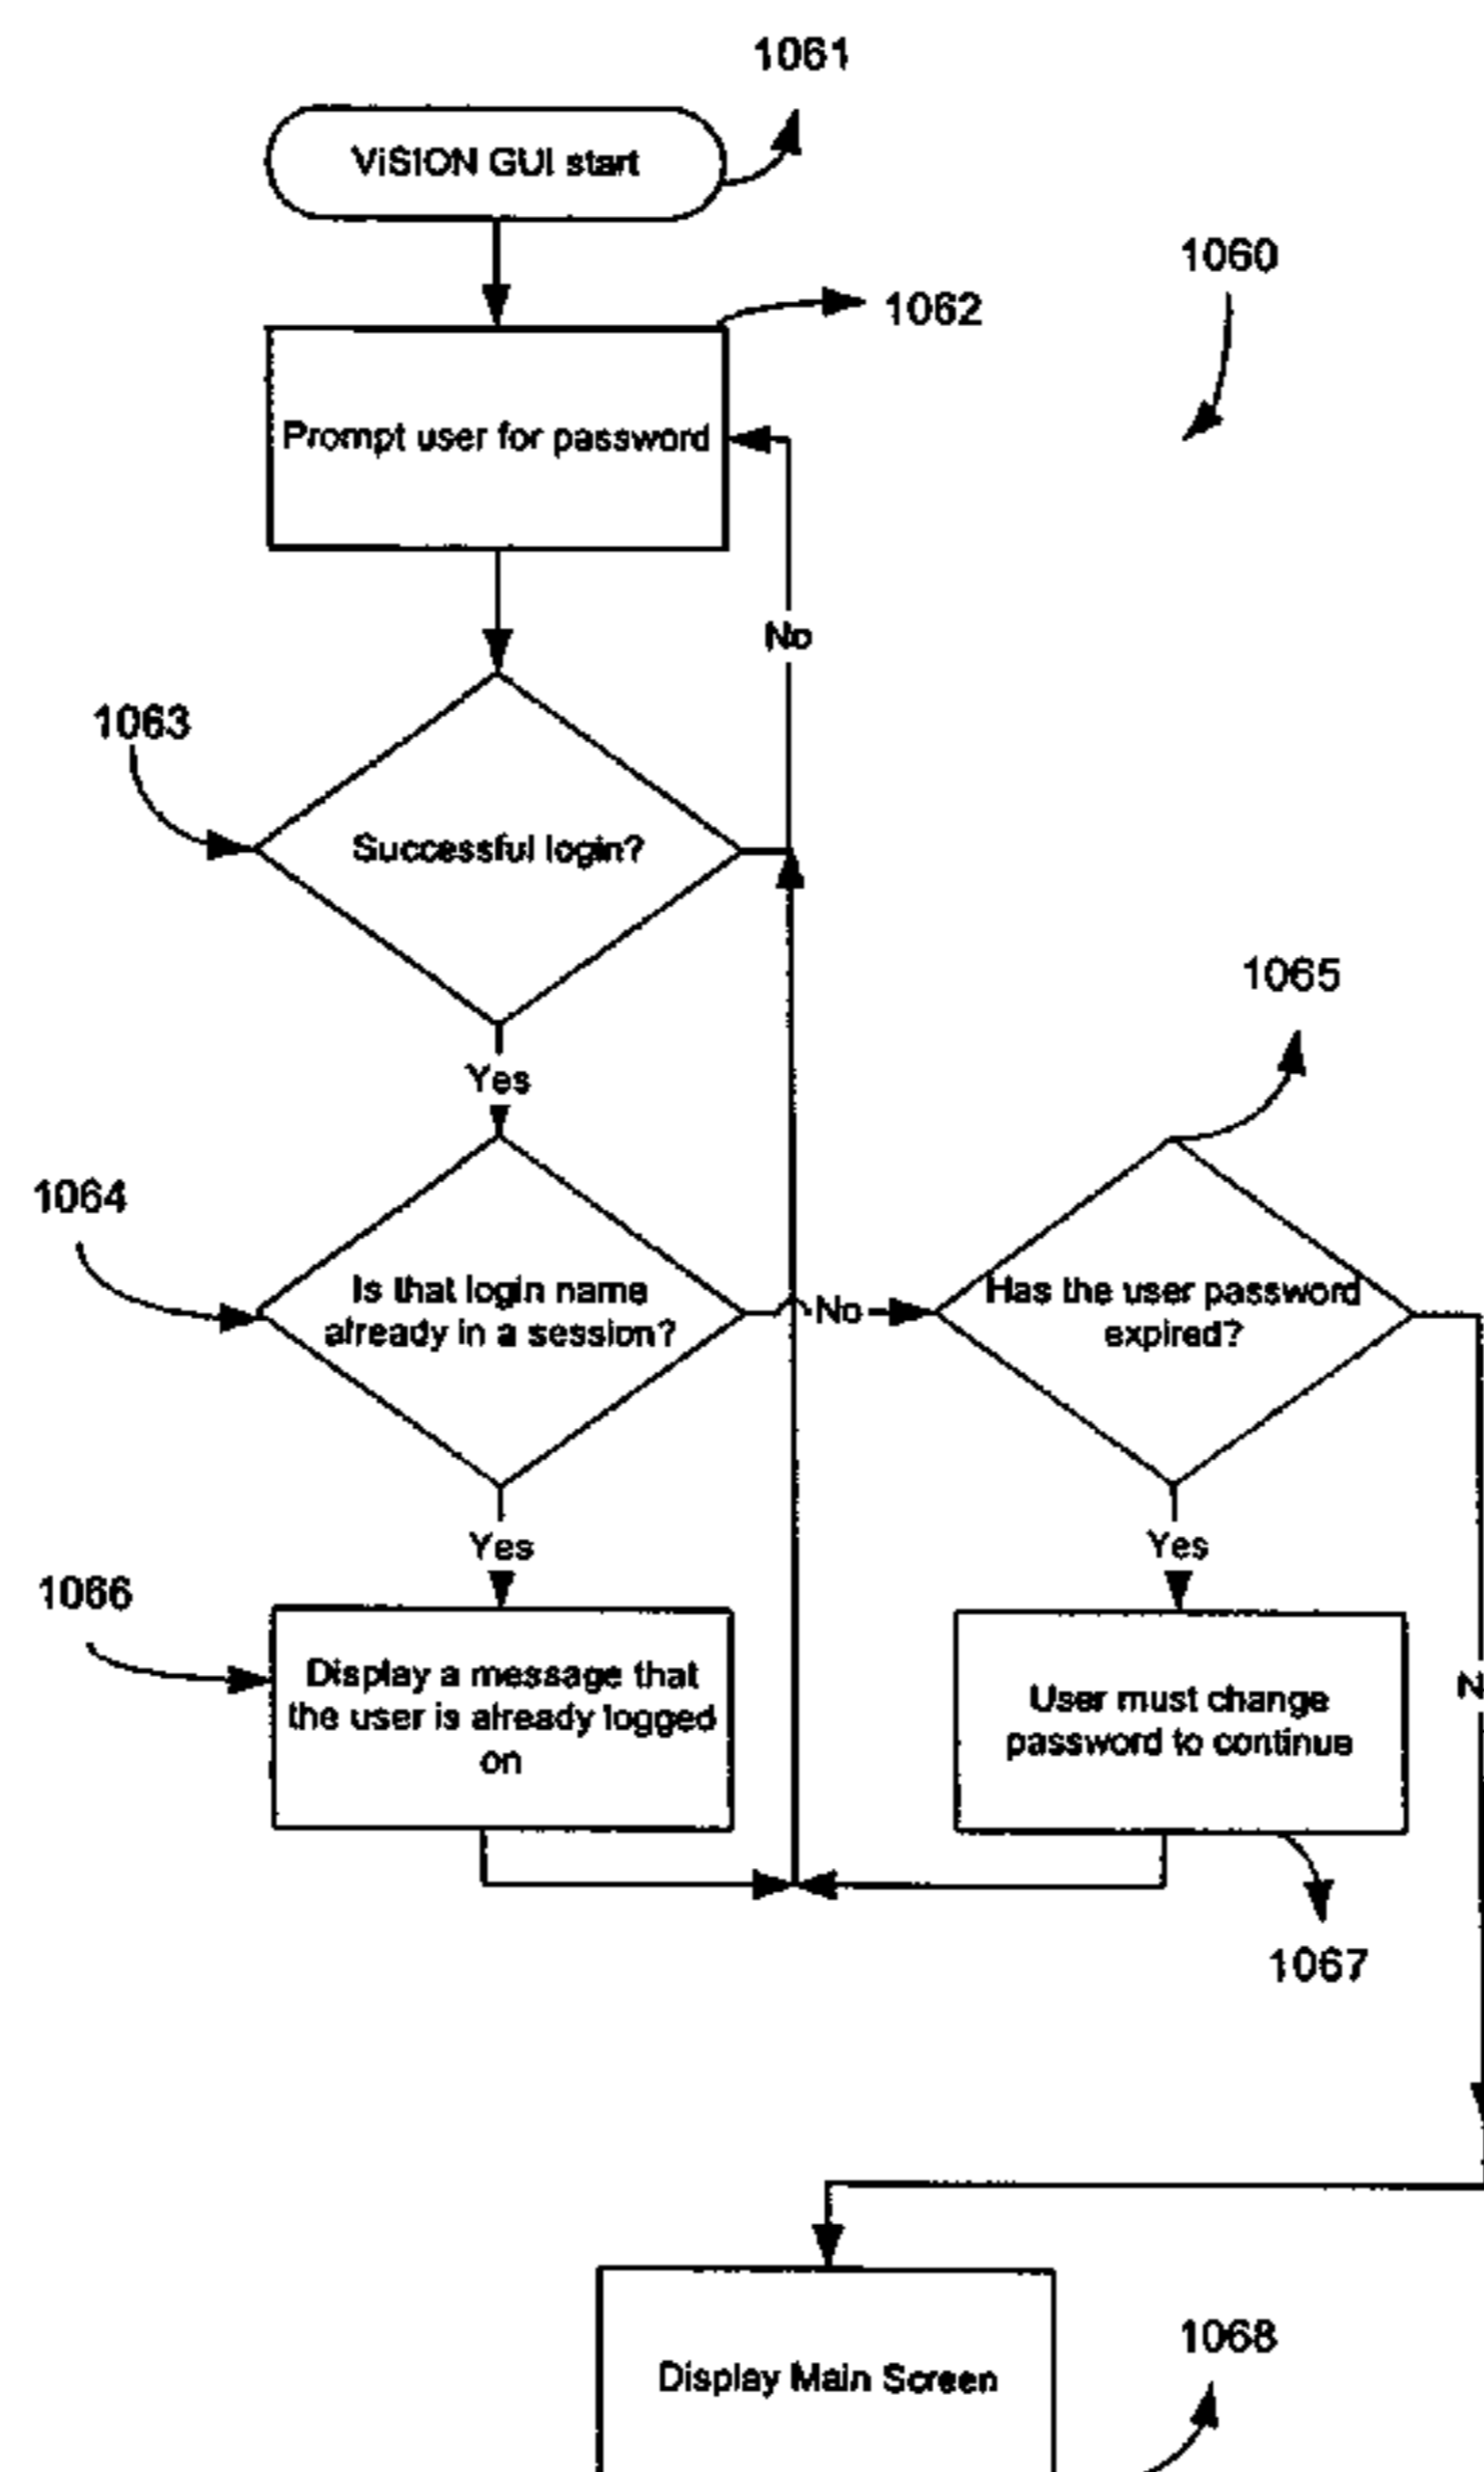 1061
ViSION GUI start
1060
1062
Prompt user for password
No
1063
Successful login?
Yes
1065
1064
Is that login name
already in a session?
No
Has the user password
expired?
Yes
Yes
1066
Display a message that
the user is already logged
on
User must change
password to continue
1067
1068
Display Main Screen